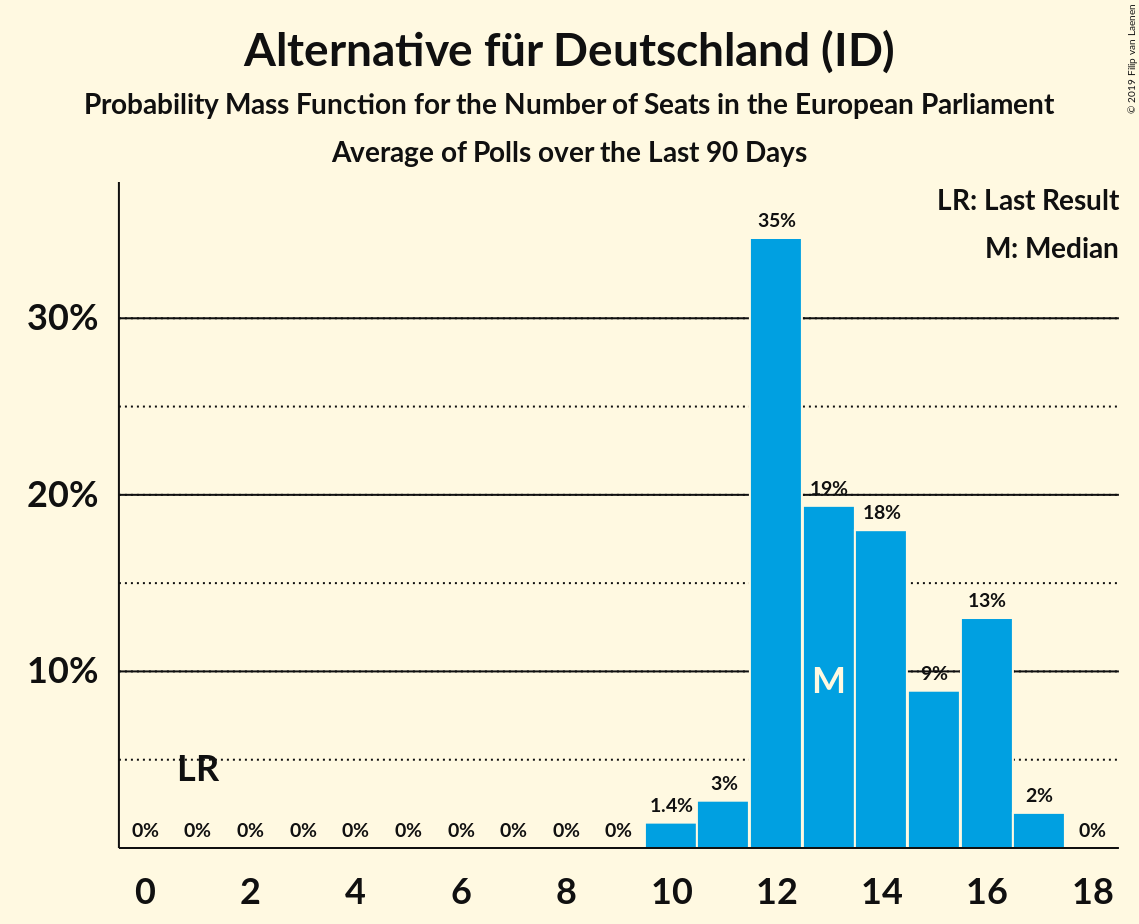 Alternative für Deutschland (ID)
Probability Mass Function for the Number of Seats in the European Parliament
Average of Polls over the Last 90 Days
© 2019 Filip van Laenen
LR: Last Result
M: Median
35%
30%
20%
19%
18%
13%
10%
9%
M
LR
3%
2%
1.4%
0% 0% 0% 0% 0% 0% 0% 0% 0% 0% 0%
0 2 4 6 8 10 12 14 16 18